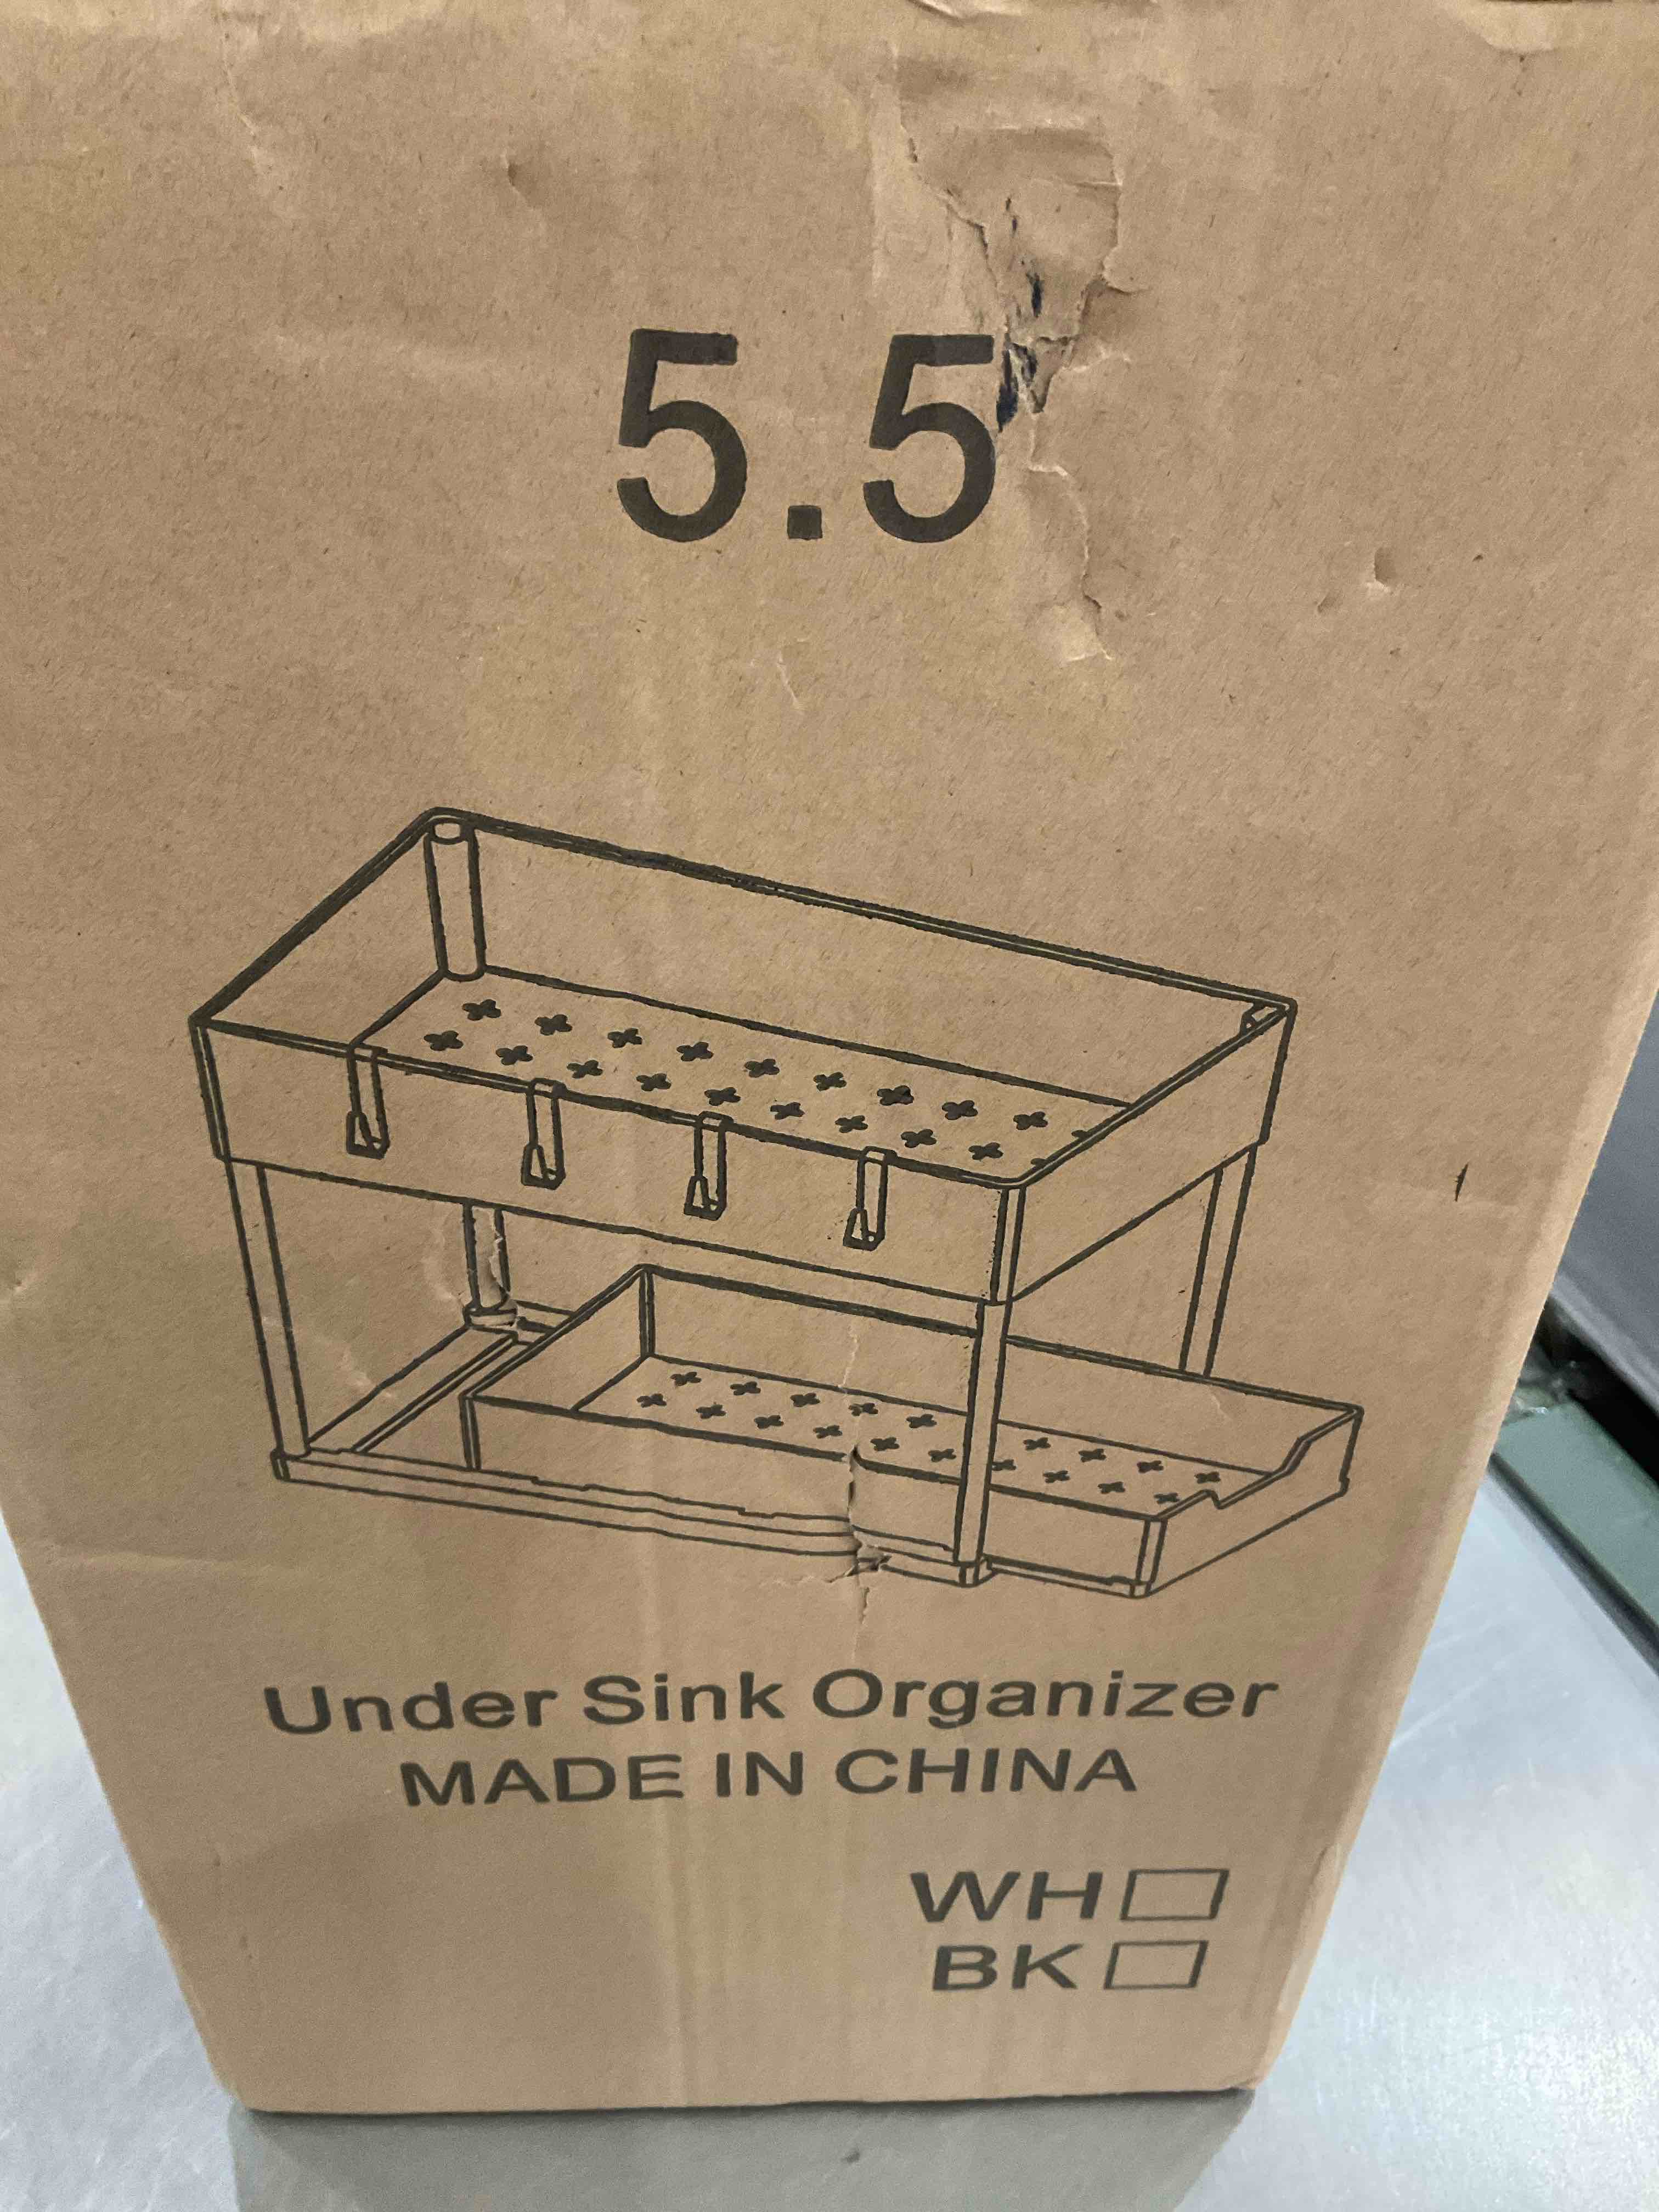 5.5
Under Sink Organizer
MADE IN CHINA
WH
BK